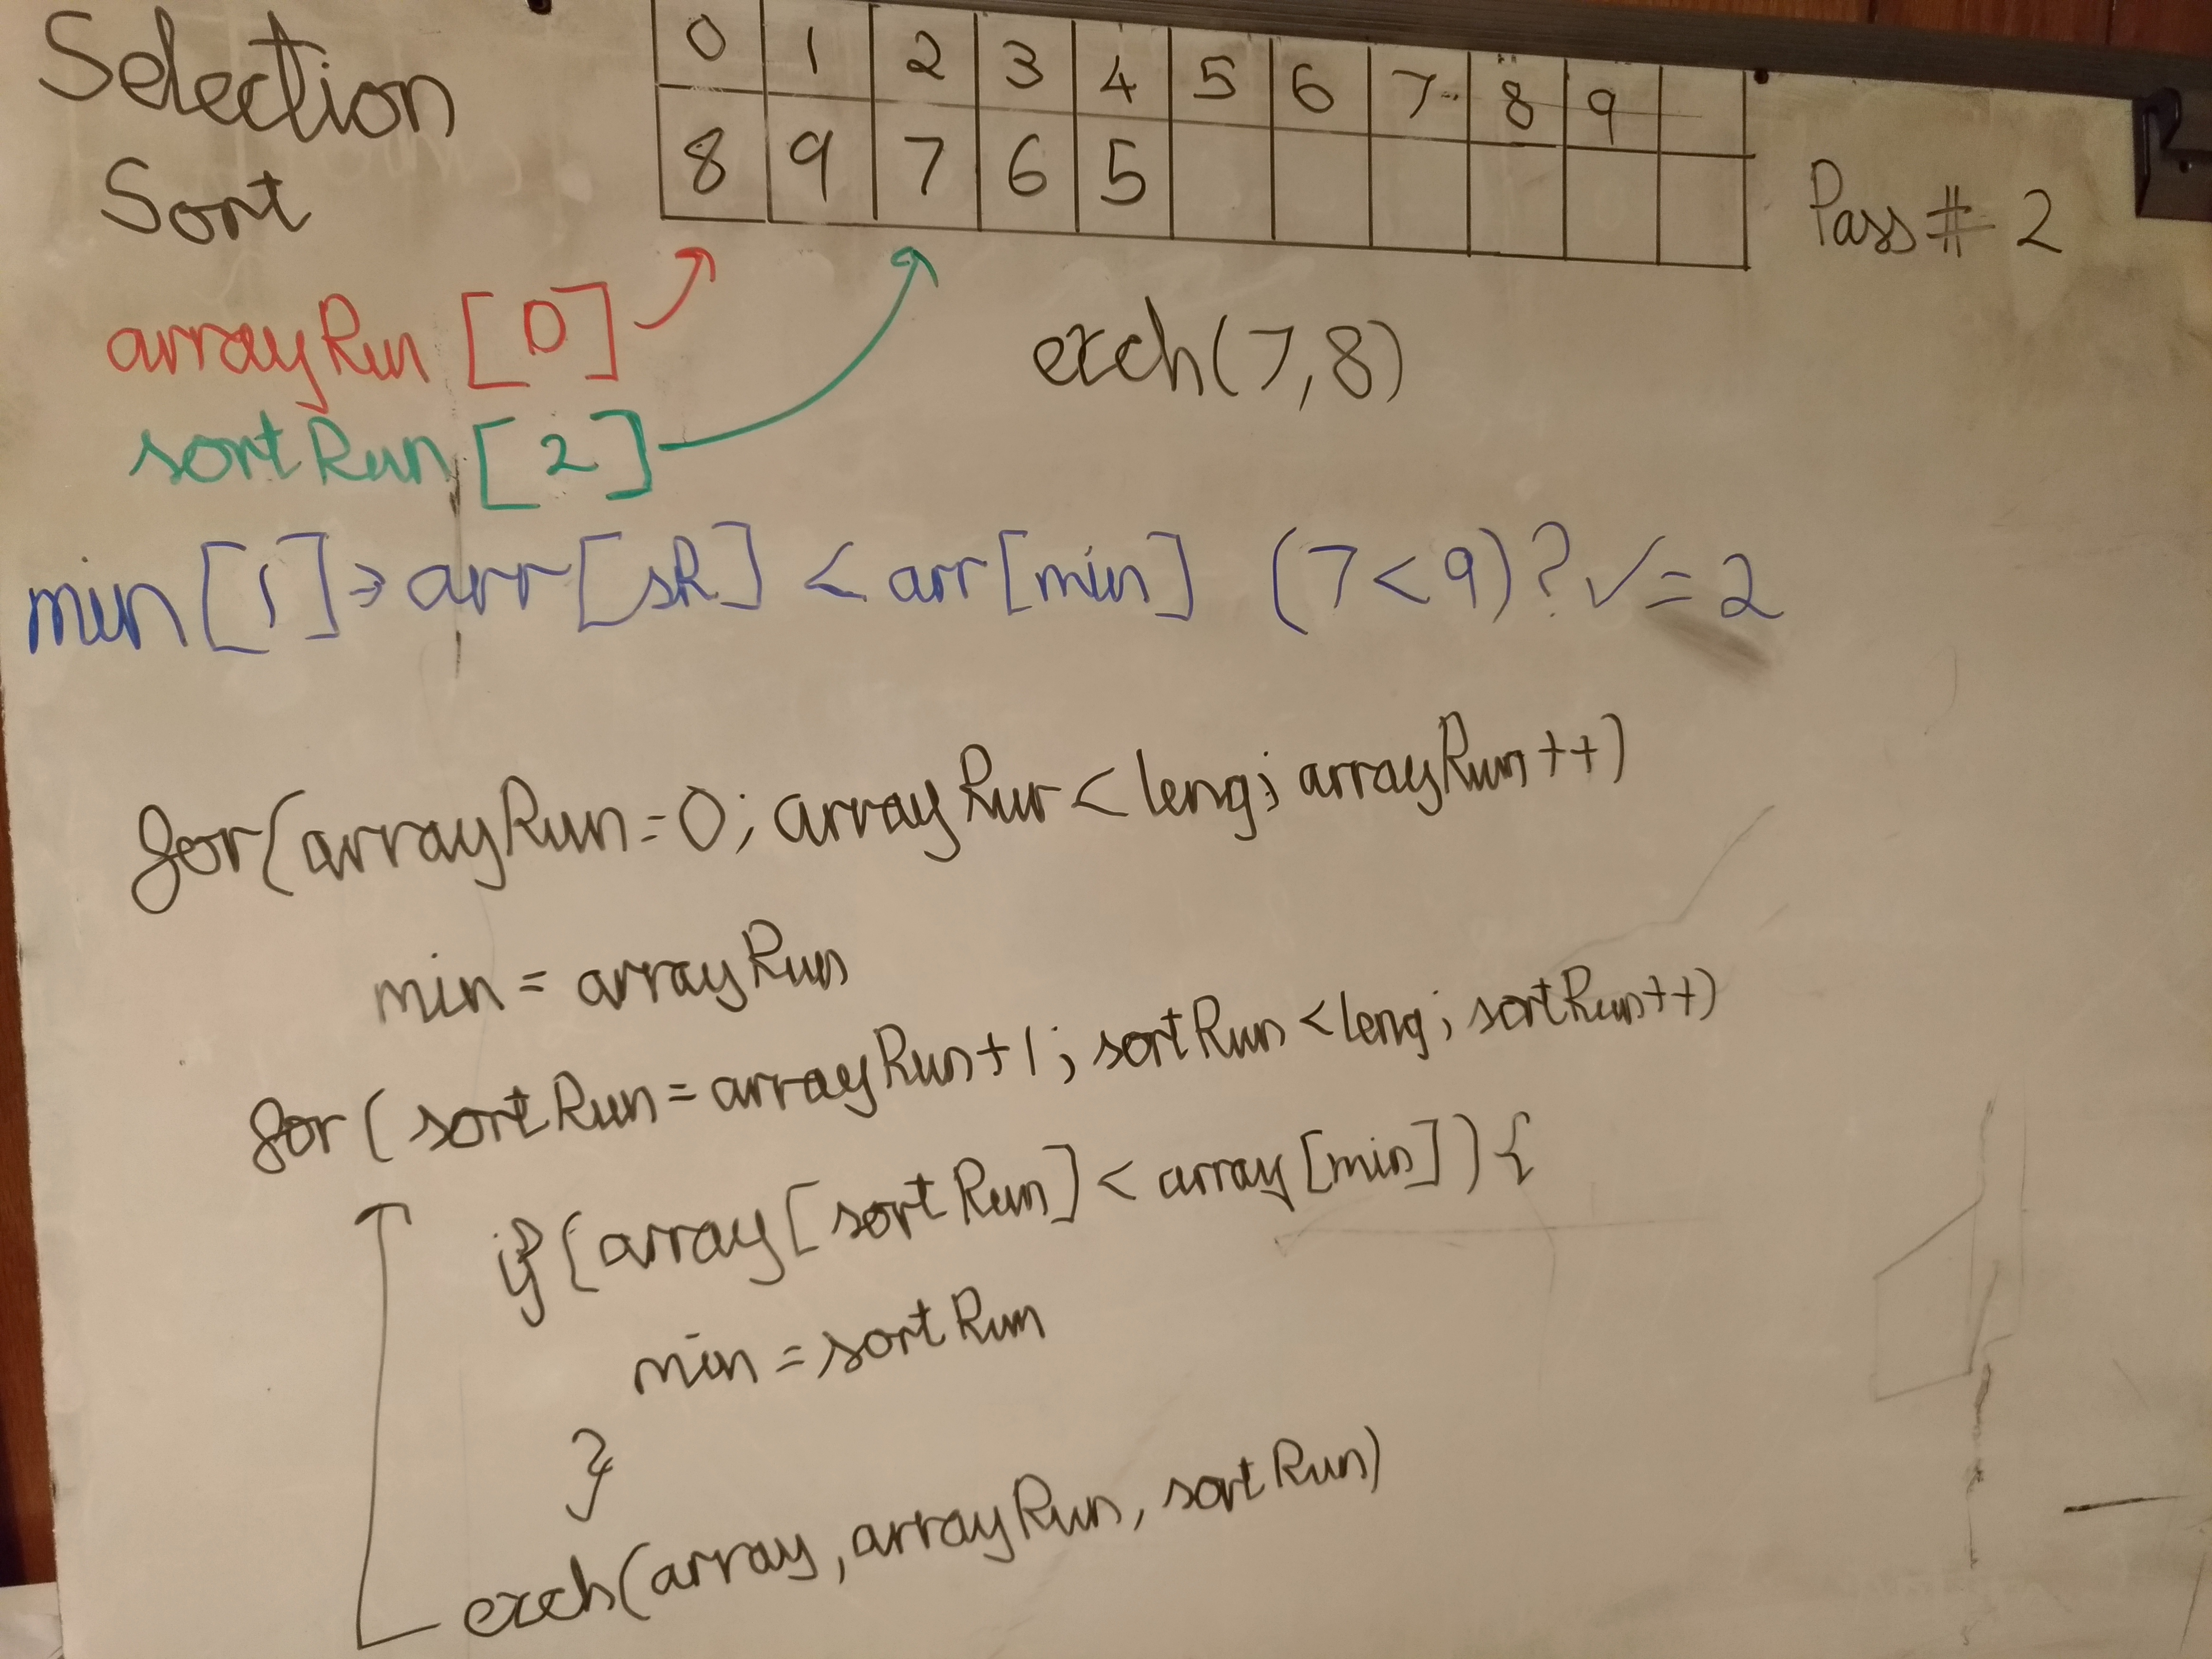 Selection
Sort
0 1 2 3 4 5 6 7 8 9
8 9 7 6 5
Pass # 2
arrayRun [0]
exch(7,8)
sortRun [2]
min [1] → arr[sR] < arr[min] (7<9)? ✓ = 2
for(arrayRun=0; arrayRun < leng; arrayRun++)
min = arrayRun
for( sortRun = arrayRun+1; sortRun < leng; sortRun++)
if(array[sortRun] < array[min]) {
min = sortRun
}
exch(array, arrayRun, sortRun)